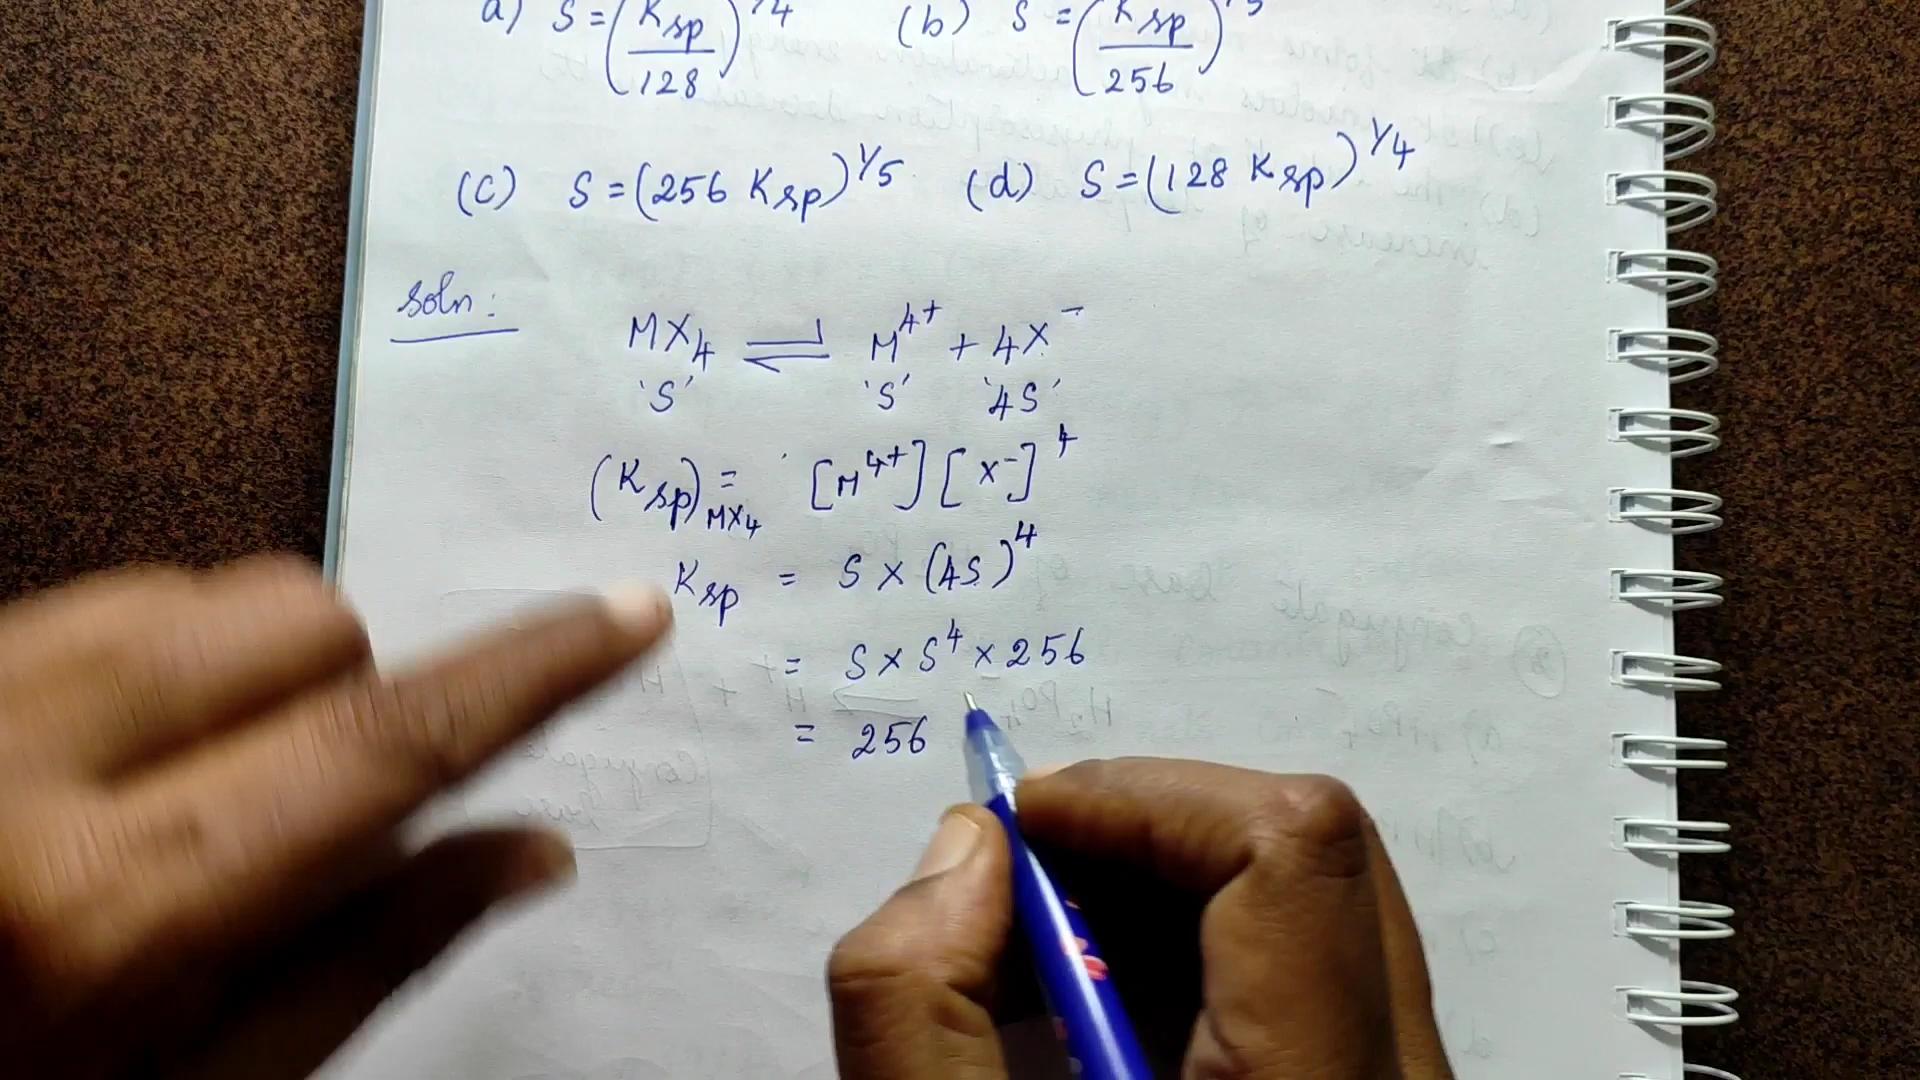 a) S = (Ksp/128)^1/4 (b) S = (Ksp/256)^1/5
(c) S = (256 Ksp)^1/5 (d) S = (128 Ksp)^1/4
Soln:
MX₄ ⇌ M⁴⁺ + 4X⁻
'S' 'S' '4S'
(Ksp)MX₄ = [M⁴⁺][X⁻]⁴
Ksp = S × (4S)⁴
= S × S⁴ × 256
= 256